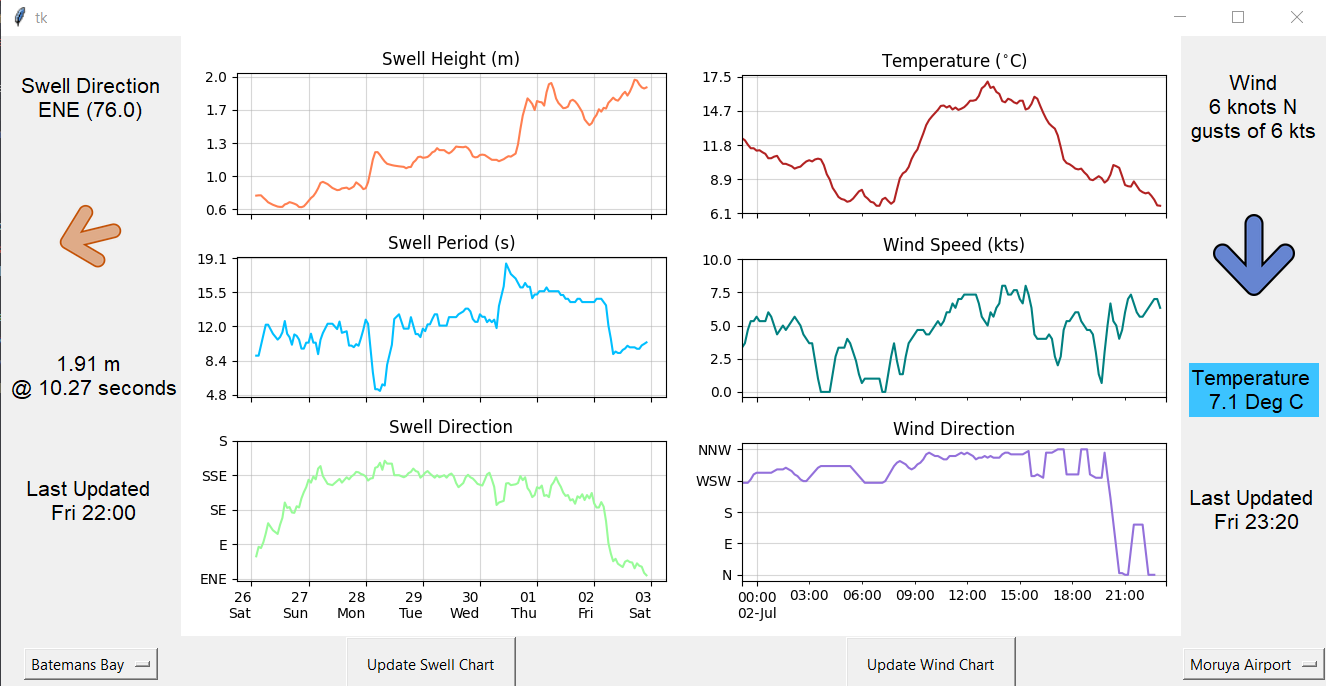 tk
Swell Direction
ENE (76.0)
1.91 m
@ 10.27 seconds
Last Updated
Fri 22:00
Swell Height (m)
2.0
1.7
1.3
1.0
0.6
Swell Period (s)
19.1
15.5
12.0
8.4
4.8
Swell Direction
S
SSE
SE
E
ENE
26 27 28 29 30 01 02 03
Sat Sun Mon Tue Wed Thu Fri Sat
Temperature (°C)
17.5
14.7
11.8
8.9
6.1
Wind Speed (kts)
10.0
7.5
5.0
2.5
0.0
Wind Direction
NNW
WSW
S
E
N
00:00 03:00 06:00 09:00 12:00 15:00 18:00 21:00
02-Jul
Wind
6 knots N
gusts of 6 kts
Temperature
7.1 Deg C
Last Updated
Fri 23:20
Batemans Bay
Update Swell Chart
Update Wind Chart
Moruya Airport